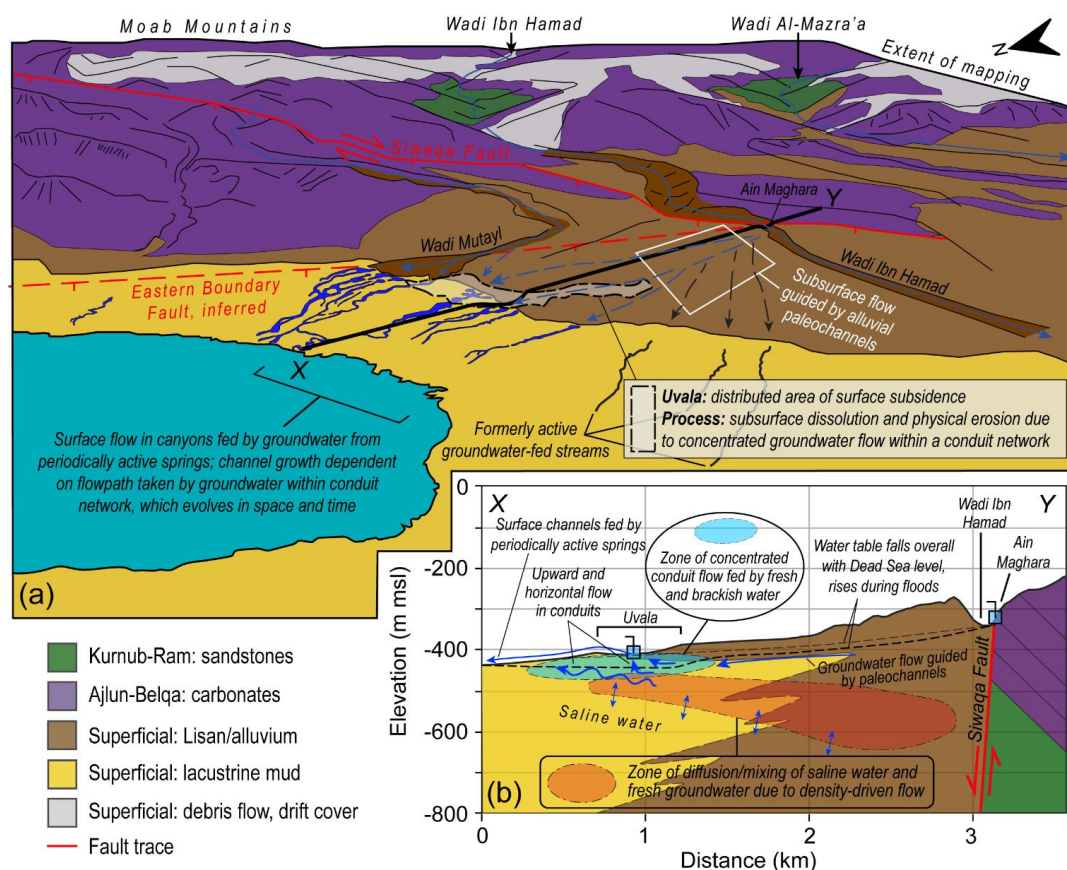 Moab Mountains
Wadi Ibn Hamad
Wadi Al-Mazra'a
N
Extent of mapping
Siwaqa Fault
Ain Maghara
Y
Wadi Mutayl
Wadi Ibn Hamad
Eastern Boundary
Fault, inferred
Subsurface flow
guided by alluvial
paleochannels
X
Uvala: distributed area of surface subsidence
Process: subsurface dissolution and physical erosion due
to concentrated groundwater flow within a conduit network
Formerly active
groundwater-fed streams
Surface flow in canyons fed by groundwater from
periodically active springs; channel growth dependent
on flowpath taken by groundwater within conduit
network, which evolves in space and time
(a)
Kurnub-Ram: sandstones
Ajlun-Belqa: carbonates
Superficial: Lisan/alluvium
Superficial: lacustrine mud
Superficial: debris flow, drift cover
Fault trace
X
Y
Surface channels fed by
periodically active springs
Upward and
horizontal flow
in conduits
Uvala
Zone of concentrated
conduit flow fed by fresh
and brackish water
Water table falls overall
with Dead Sea level,
rises during floods
Wadi Ibn
Hamad
Ain
Maghara
Groundwater flow guided
by paleochannels
Saline water
Siwaqa Fault
Zone of diffusion/mixing of saline water and
fresh groundwater due to density-driven flow
(b)
Elevation (m msl)
0
-200
-400
-600
-800
0
1
2
3
Distance (km)